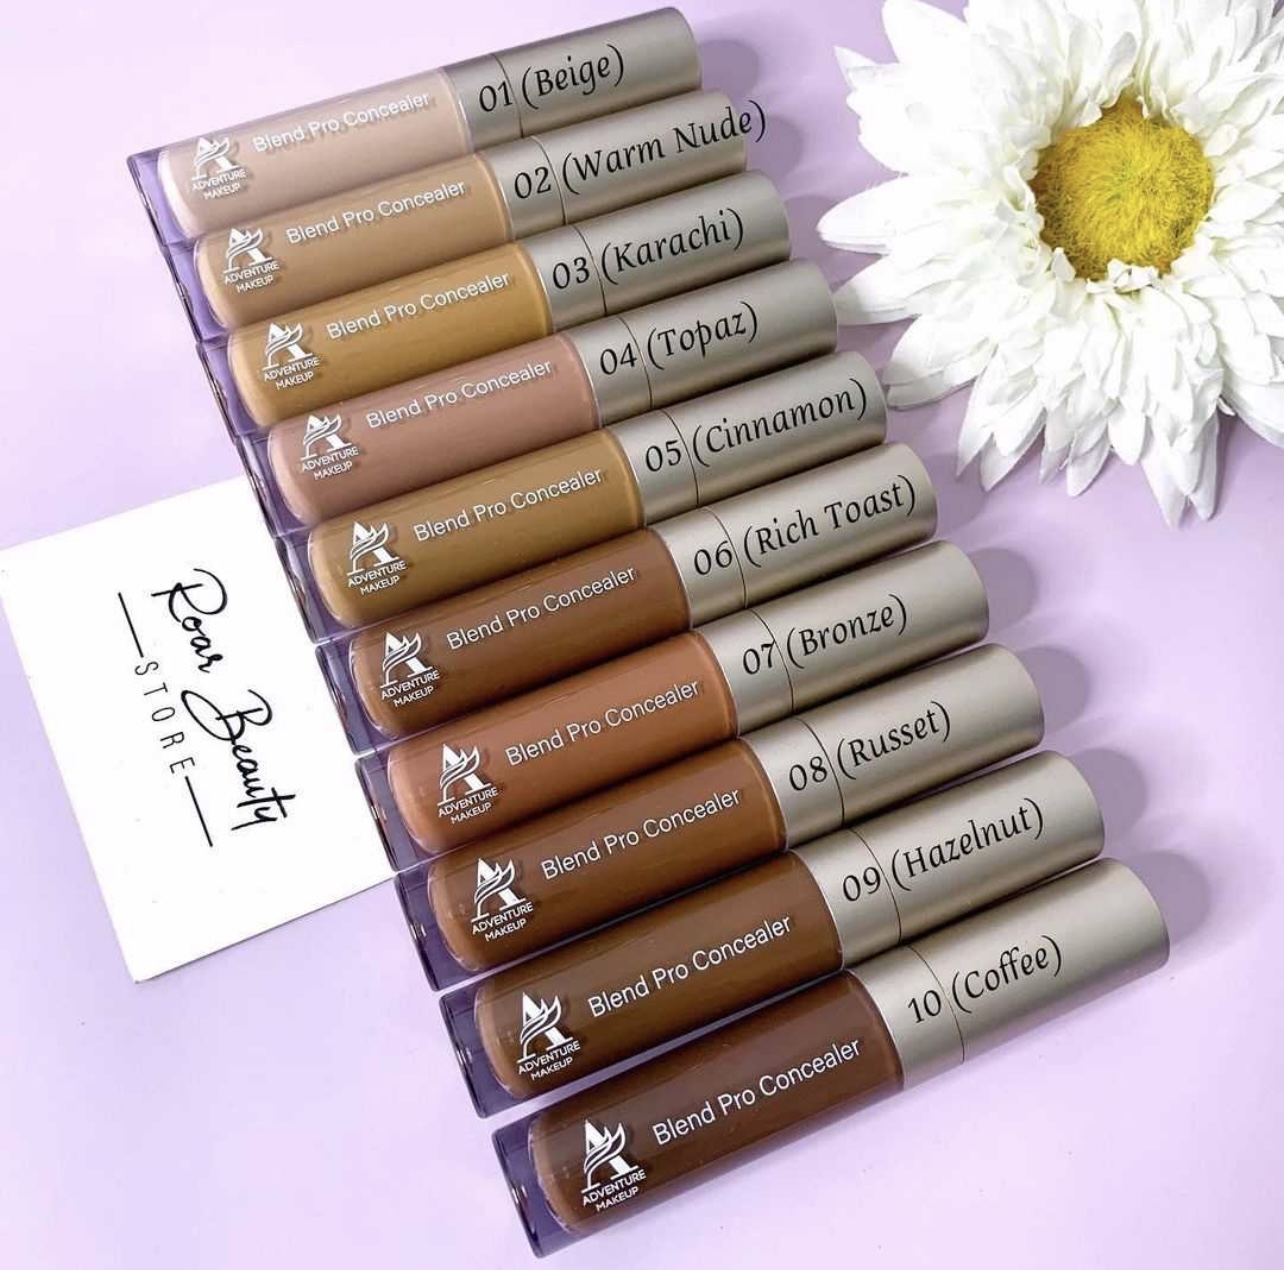 Blend Pro Concealer
ADVENTURE
MAKEUP
01 (Beige)
Blend Pro Concealer
ADVENTURE
MAKEUP
02 (Warm Nude)
Blend Pro Concealer
ADVENTURE
MAKEUP
03 (Karachi)
Blend Pro Concealer
ADVENTURE
MAKEUP
04 (Topaz)
Blend Pro Concealer
ADVENTURE
MAKEUP
05 (Cinnamon)
Blend Pro Concealer
ADVENTURE
MAKEUP
06 (Rich Toast)
Blend Pro Concealer
ADVENTURE
MAKEUP
07 (Bronze)
Blend Pro Concealer
ADVENTURE
MAKEUP
08 (Russet)
Blend Pro Concealer
ADVENTURE
MAKEUP
09 (Hazelnut)
Blend Pro Concealer
ADVENTURE
MAKEUP
10 (Coffee)
Roar Beauty
STORE